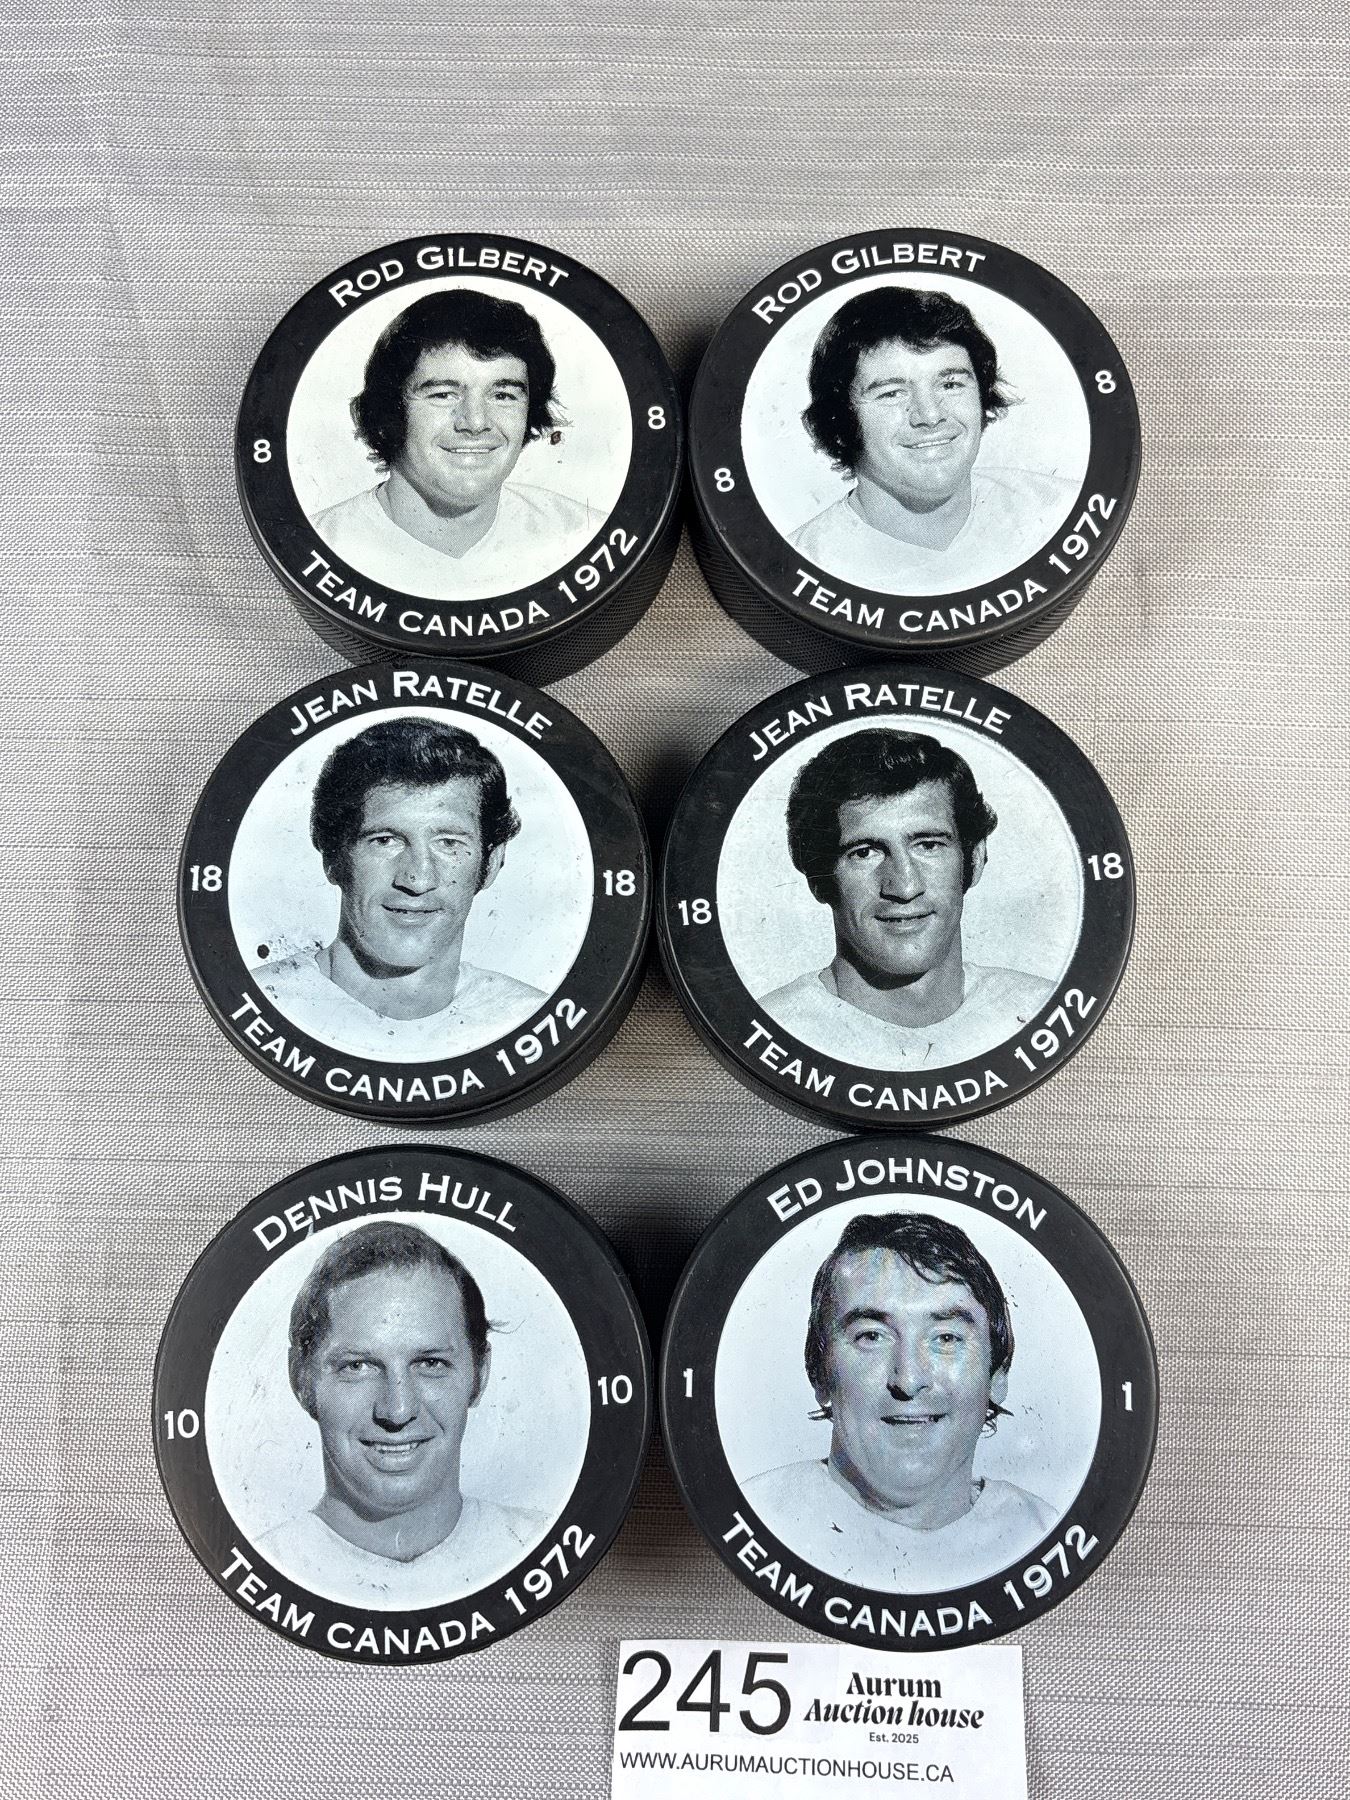 ROD GILBERT
8 8
TEAM CANADA 1972
ROD GILBERT
8 8
TEAM CANADA 1972
JEAN RATELLE
18 18
TEAM CANADA 1972
JEAN RATELLE
18 18
TEAM CANADA 1972
DENNIS HULL
10 10
TEAM CANADA 1972
ED JOHNSTON
1 1
TEAM CANADA 1972
245
Aurum
Auction house
Est. 2025
WWW.AURUMAUCTIONHOUSE.CA